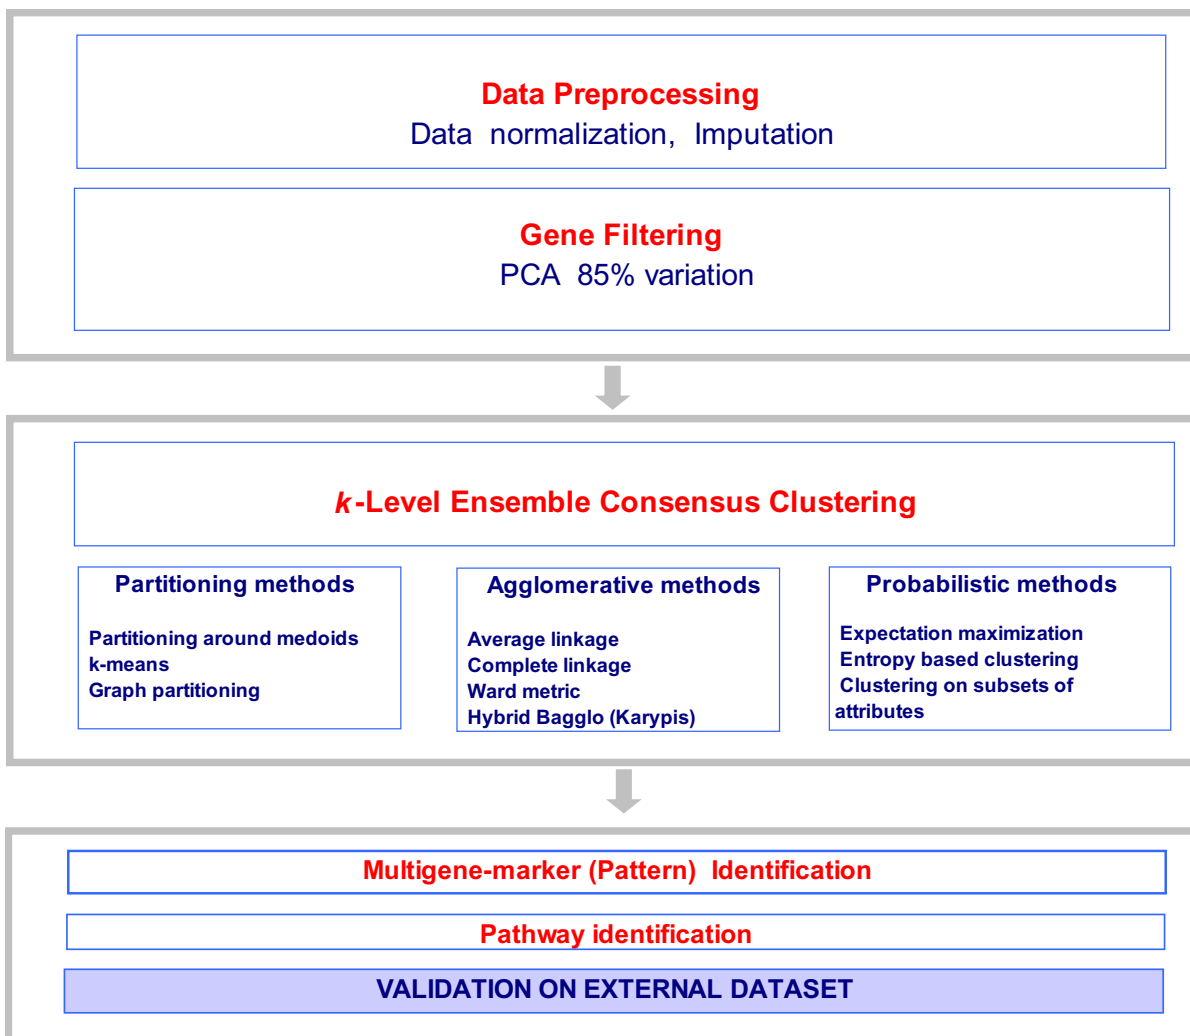 Data Preprocessing
Data normalization, Imputation
Gene Filtering
PCA 85% variation
k-Level Ensemble Consensus Clustering
Partitioning methods
Partitioning around medoids
k-means
Graph partitioning
Agglomerative methods
Average linkage
Complete linkage
Ward metric
Hybrid Bagglo (Karypis)
Probabilistic methods
Expectation maximization
Entropy based clustering
Clustering on subsets of
attributes
Multigene-marker (Pattern) Identification
Pathway identification
VALIDATION ON EXTERNAL DATASET